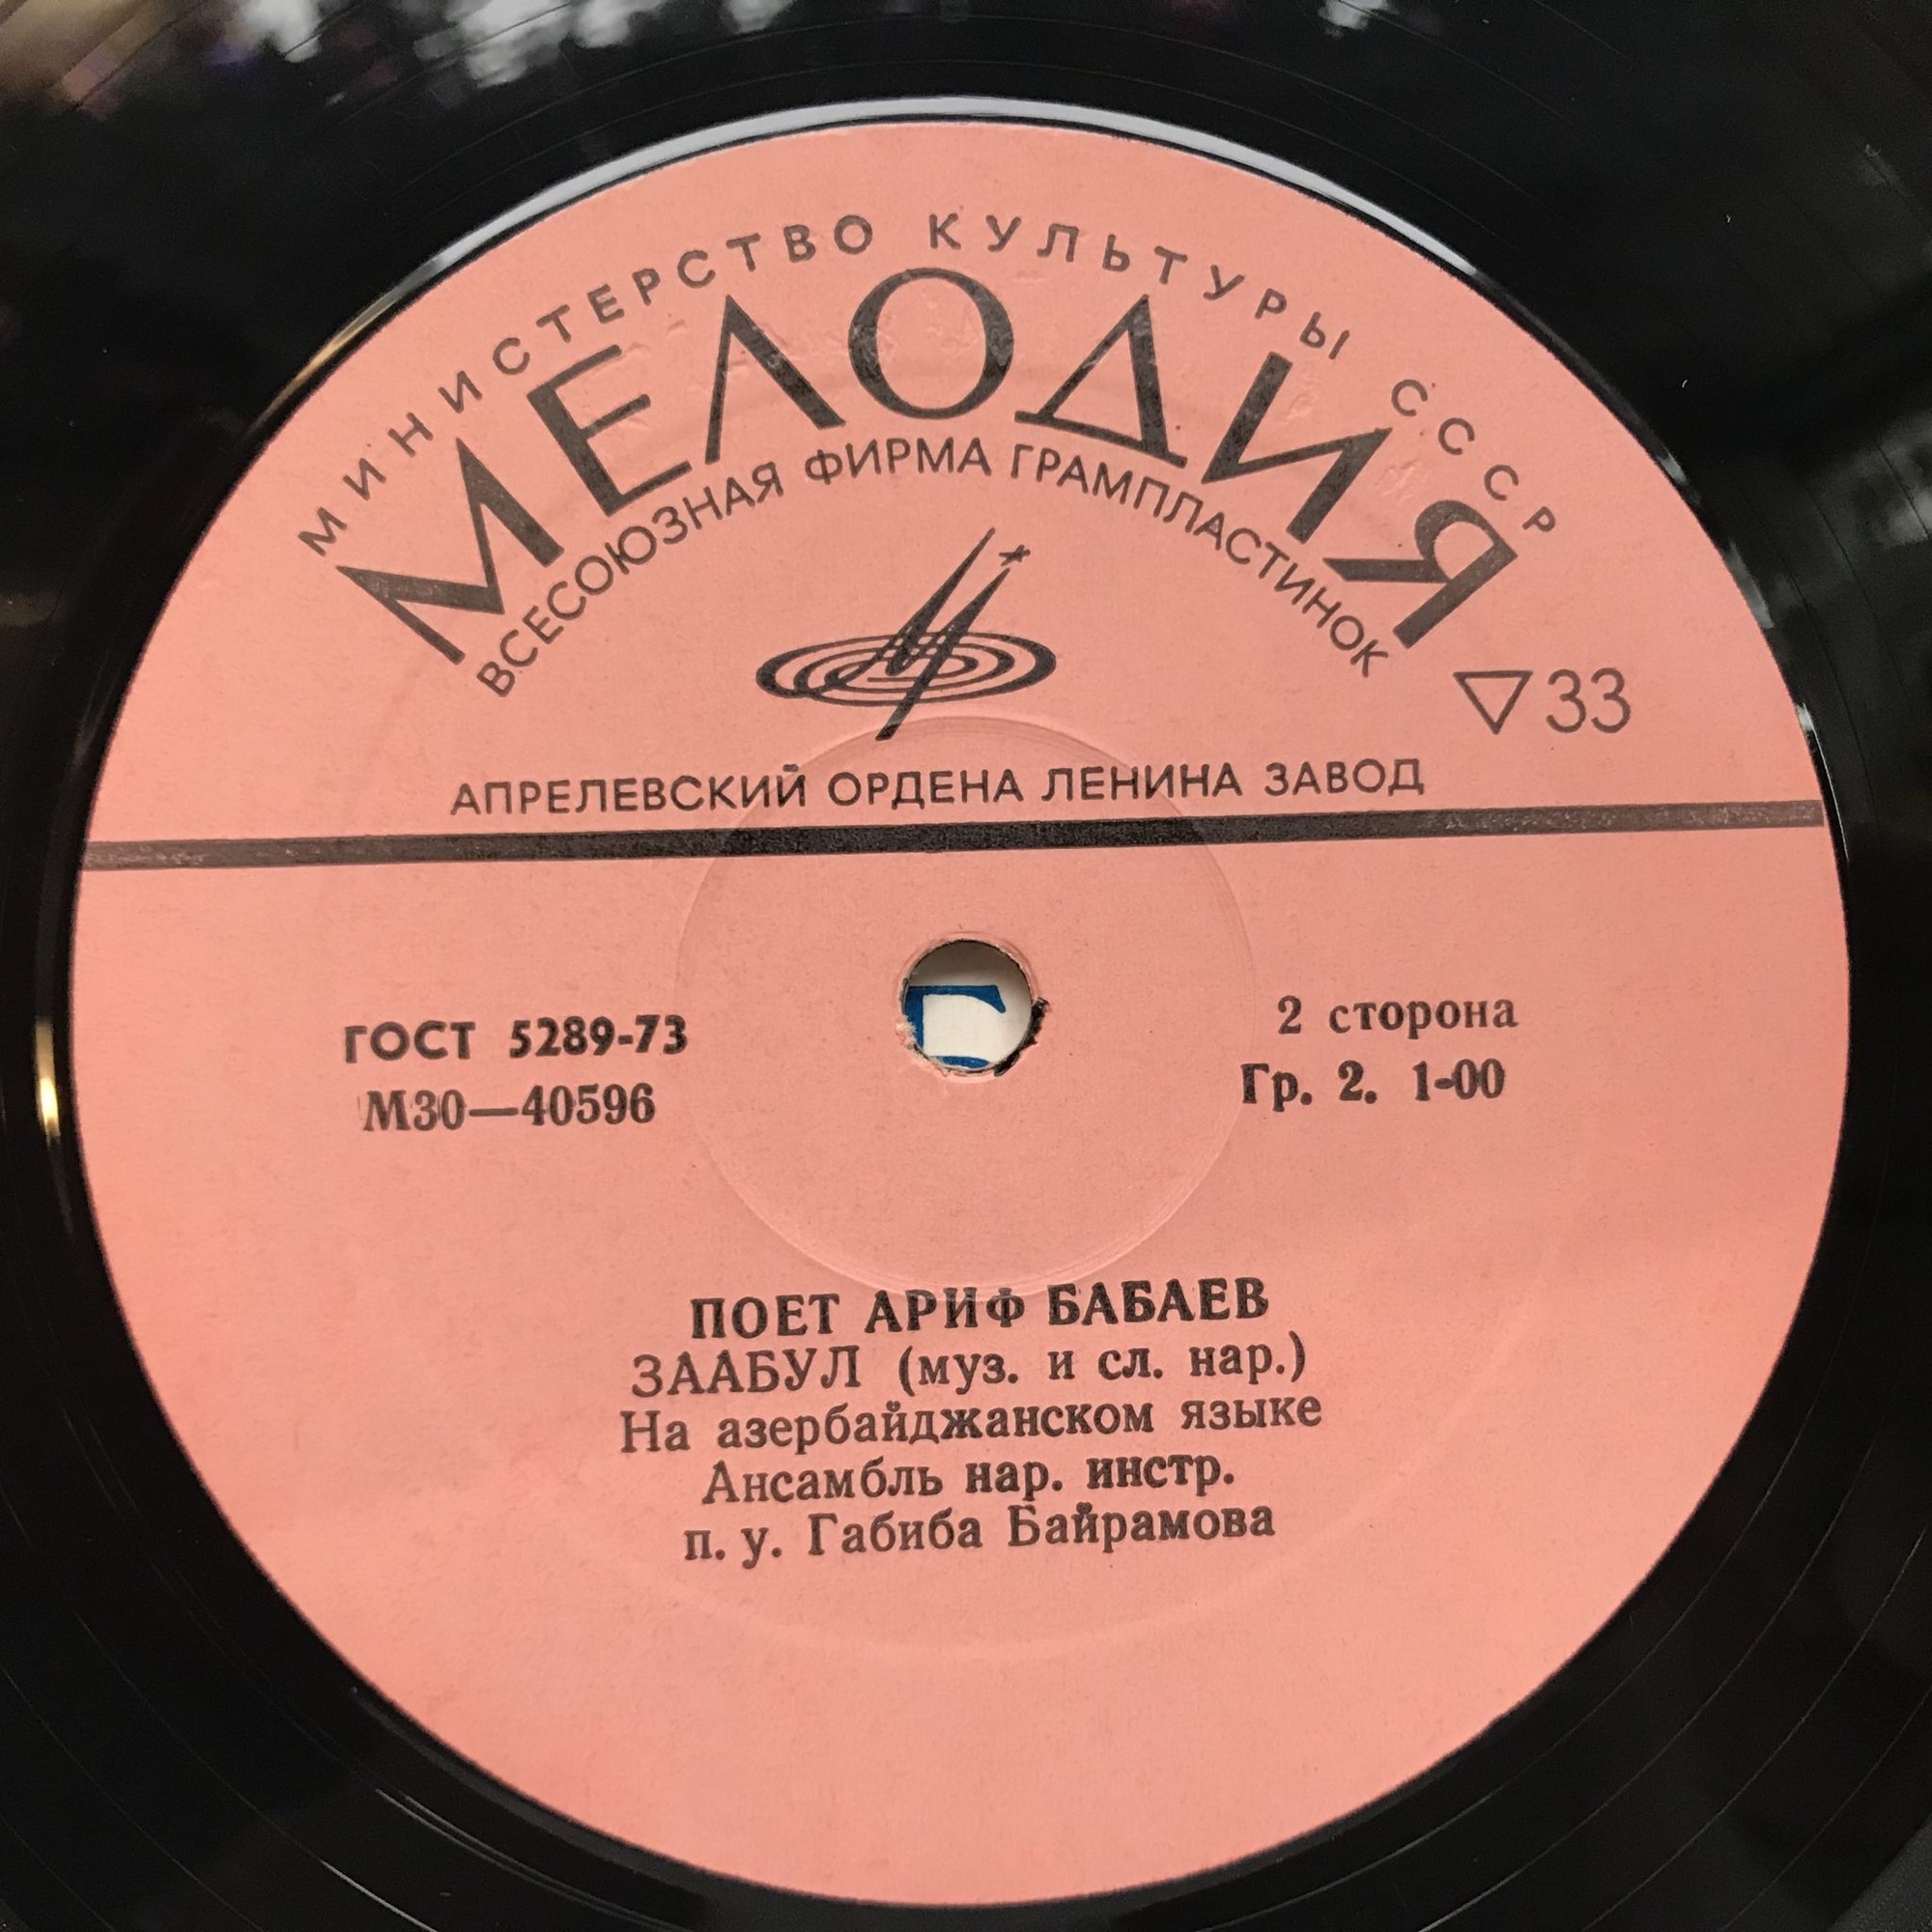 МИНИСТЕРСТВО КУЛЬТУРЫ СССР
МЕЛОДИЯ
ВСЕСОЮЗНАЯ ФИРМА ГРАМПЛАСТИНОК
▽33
АПРЕЛЕВСКИЙ ОРДЕНА ЛЕНИНА ЗАВОД
ГОСТ 5289-73
М30—40596
2 сторона
Гр. 2. 1-00
ПОЕТ АРИФ БАБАЕВ
ЗААБУЛ (муз. и сл. нар.)
На азербайджанском языке
Ансамбль нар. инстр.
п. у. Габиба Байрамова